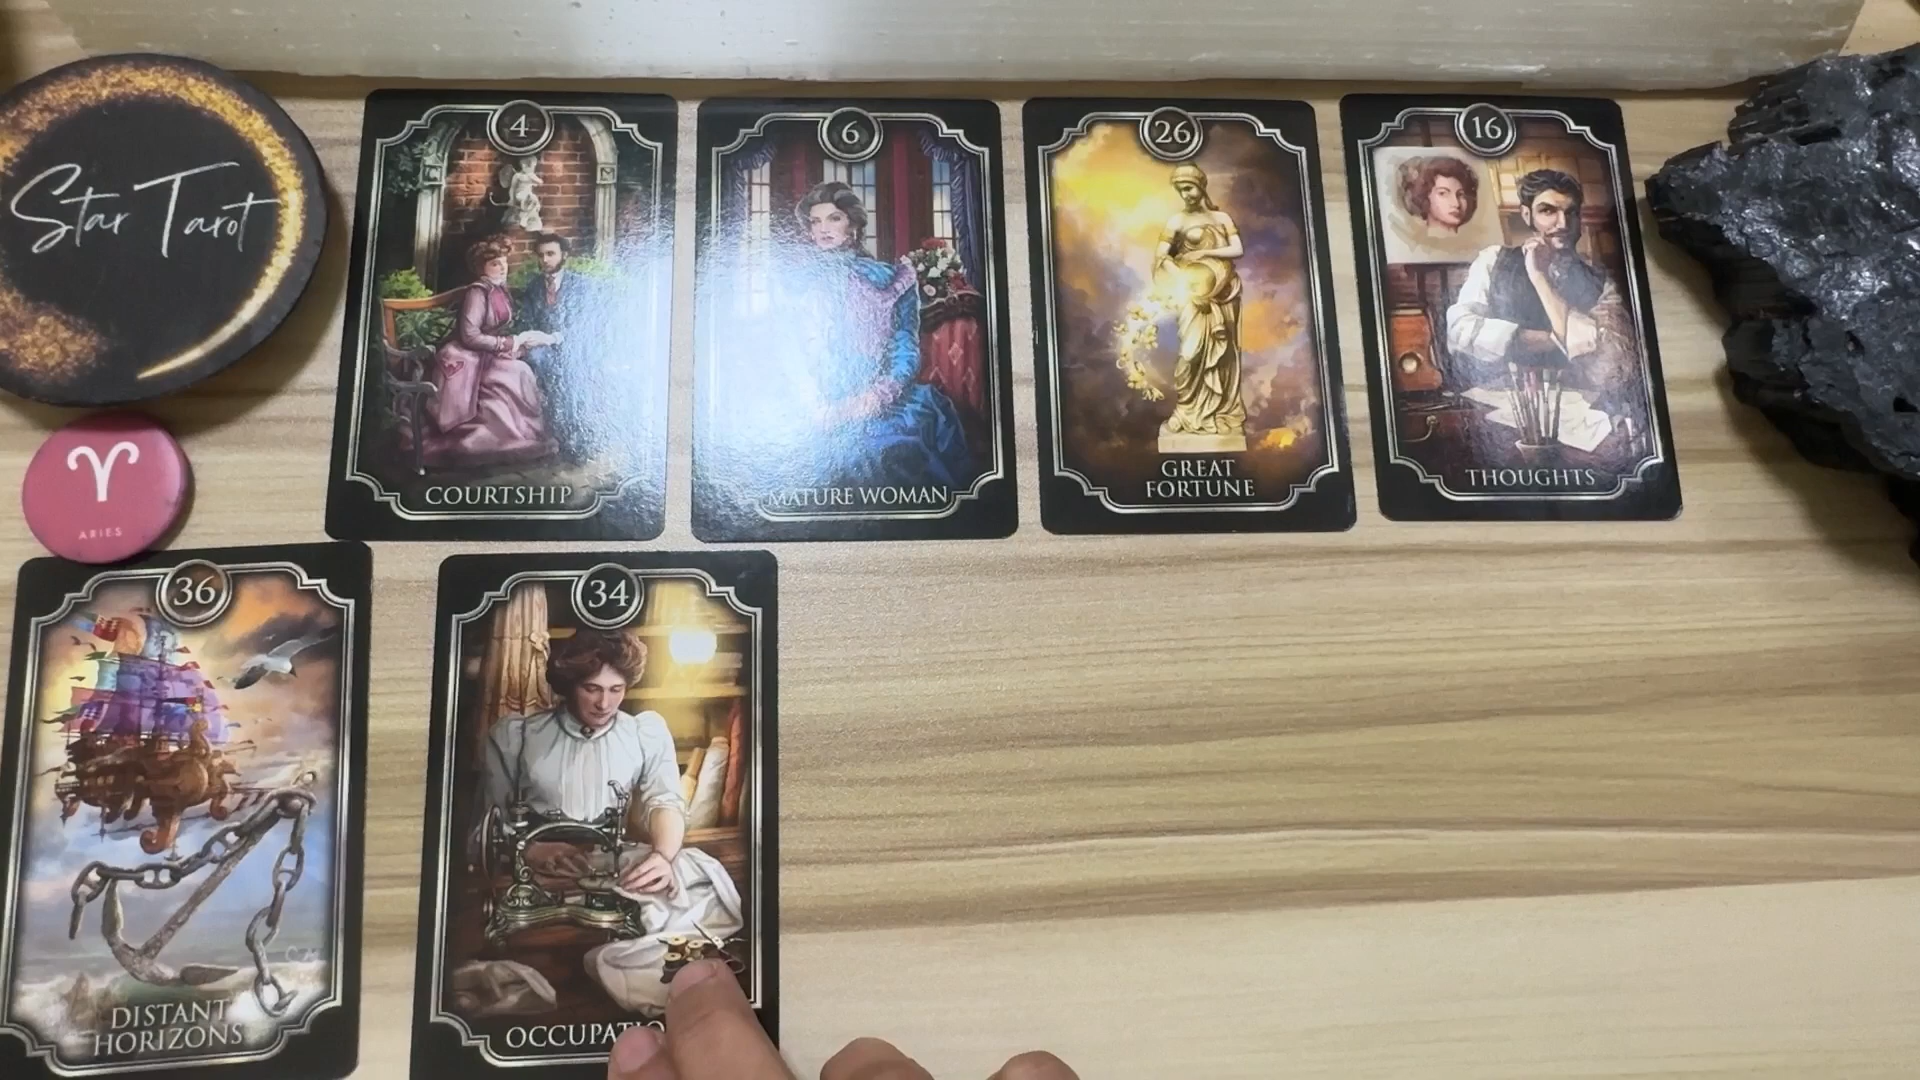 Star Tarot
ARIES
4
COURTSHIP
6
MATURE WOMAN
26
GREAT
FORTUNE
16
THOUGHTS
36
DISTANT
HORIZONS
34